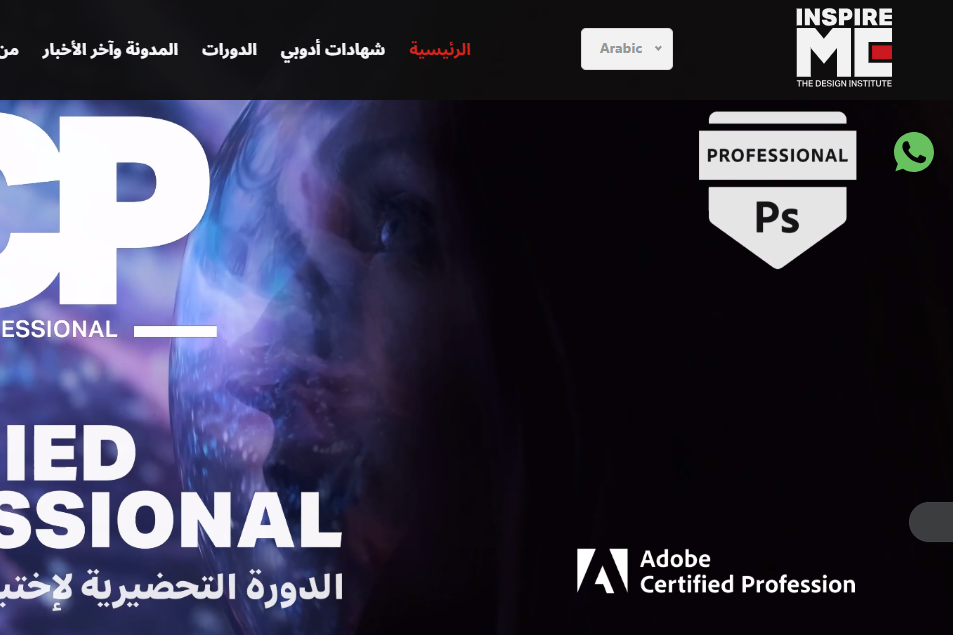 INSPIRE
ME
THE DESIGN INSTITUTE
Arabic
الرئيسية
شهادات أدوبي
الدورات
المدونة وآخر الأخبار
من
CP
ESSIONAL
PROFESSIONAL
Ps
IED
SSIONAL
الدورة التحضيرية لإختب
Adobe
Certified Profession